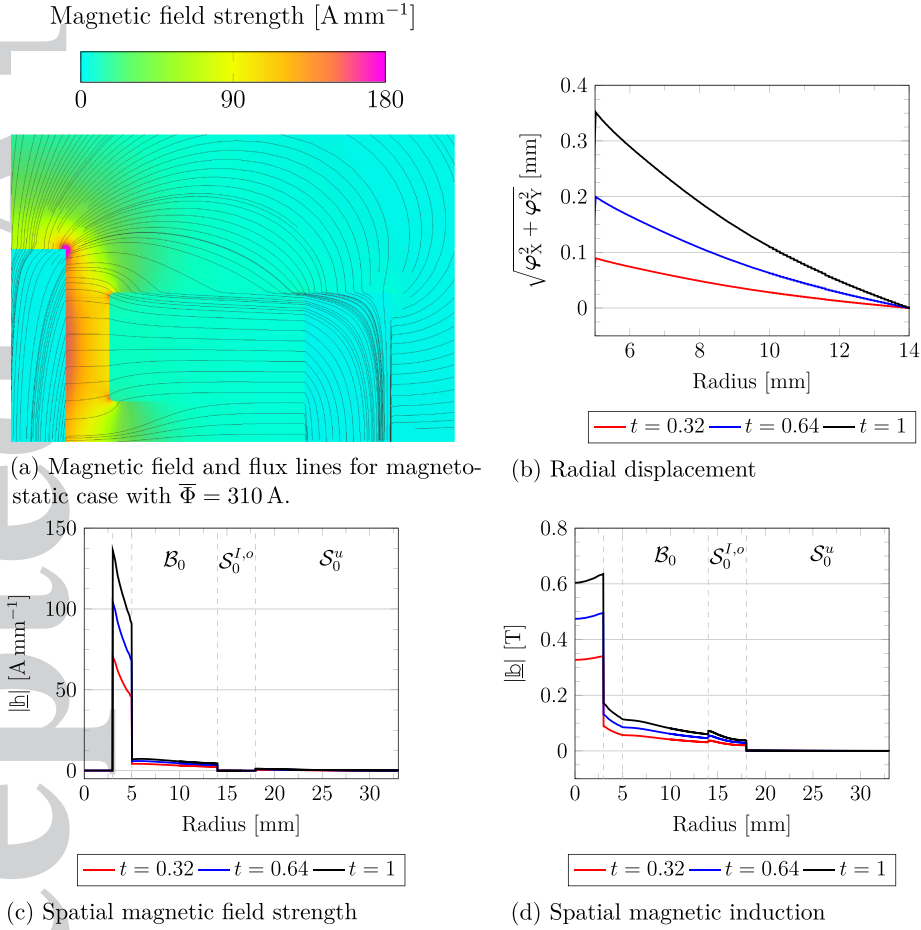 Magnetic field strength [A mm⁻¹]
0 90 180
(a) Magnetic field and flux lines for magneto-
static case with Φ̅ = 310 A.
0.4
0.3
0.2
0.1
0
√φ²_X + φ²_Y [mm]
6 8 10 12 14
Radius [mm]
t = 0.32 t = 0.64 t = 1
(b) Radial displacement
150
100
50
0
|𝕙| [A mm⁻¹]
ℬ₀ 𝒮₀^{I,o} 𝒮₀^u
0 5 10 15 20 25 30
Radius [mm]
t = 0.32 t = 0.64 t = 1
(c) Spatial magnetic field strength
0.8
0.6
0.4
0.2
0
|𝕓| [T]
ℬ₀ 𝒮₀^{I,o} 𝒮₀^u
0 5 10 15 20 25 30
Radius [mm]
t = 0.32 t = 0.64 t = 1
(d) Spatial magnetic induction